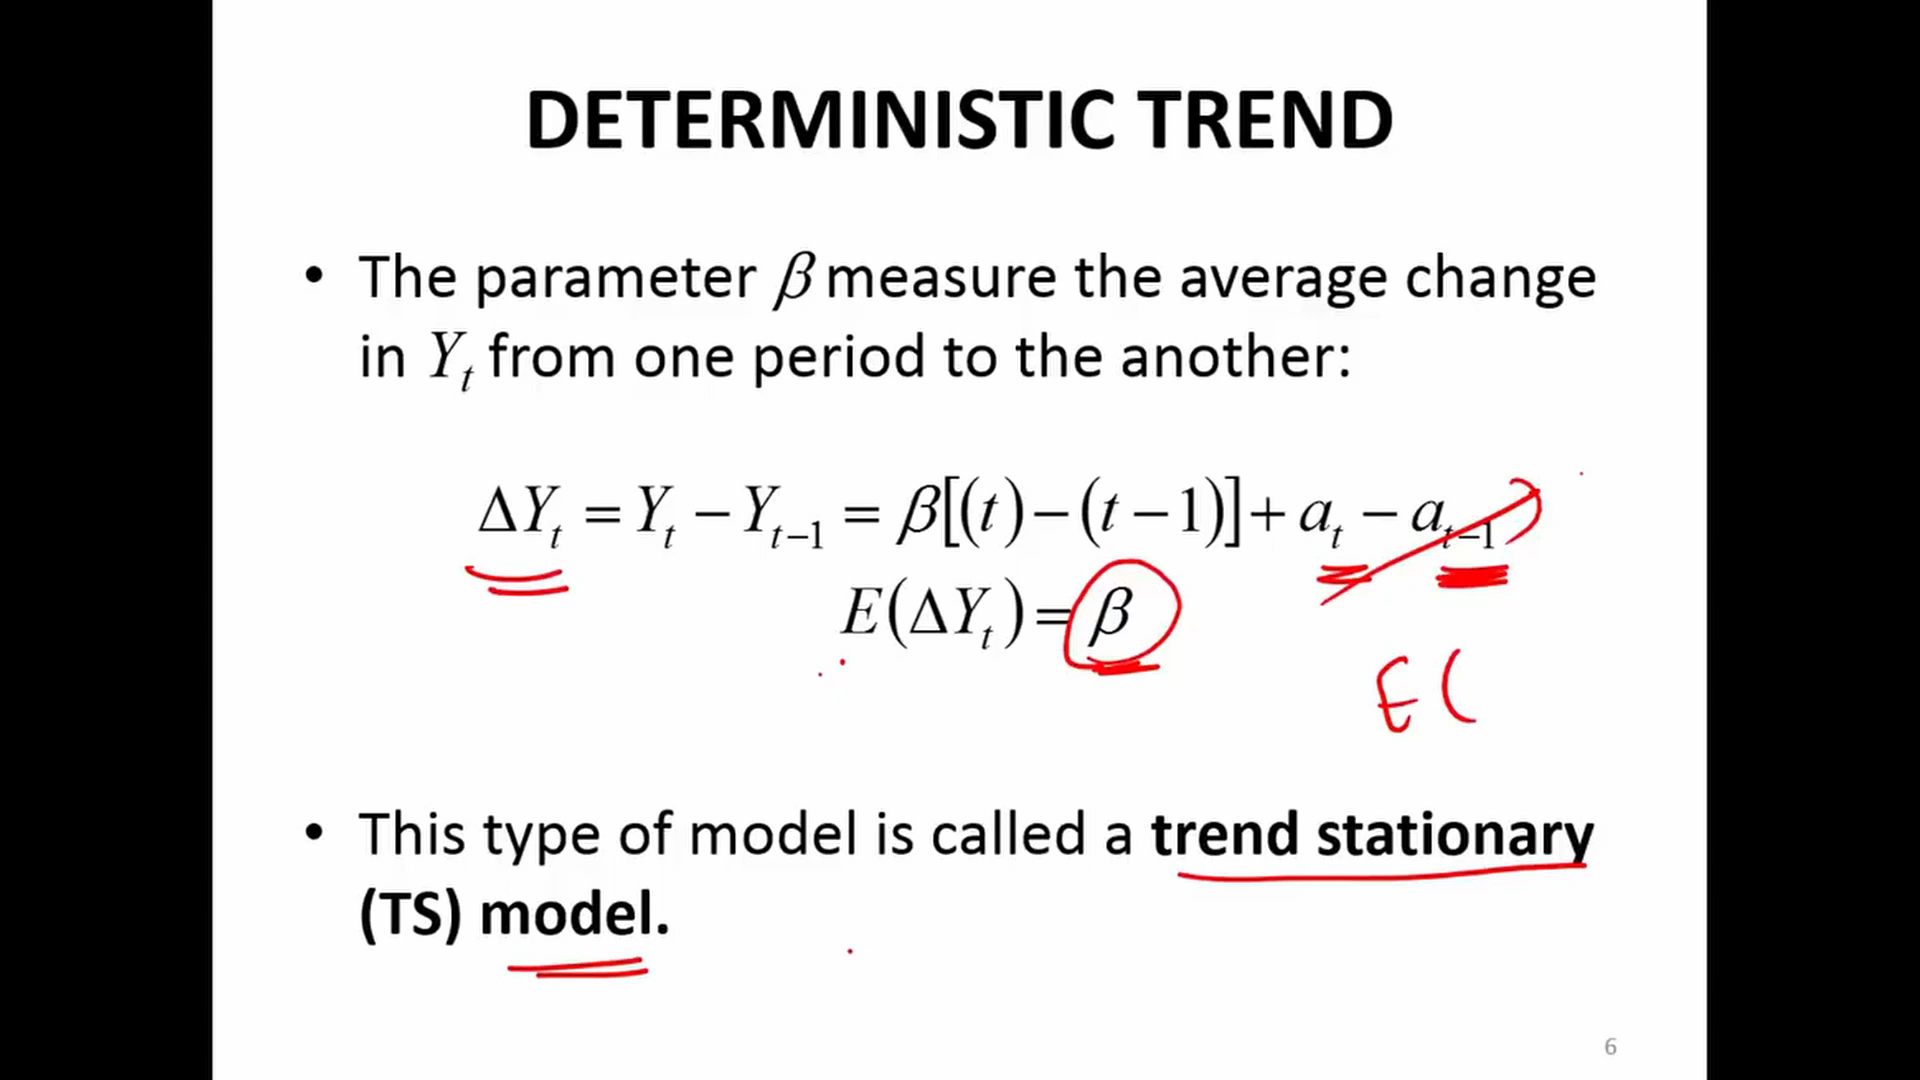 DETERMINISTIC TREND
• The parameter β measure the average change
in Yₜ from one period to the another:
ΔYₜ = Yₜ − Yₜ₋₁ = β[(t)−(t−1)]+ aₜ − aₜ₋₁
E(ΔYₜ)= β
E(
• This type of model is called a trend stationary
(TS) model.
6